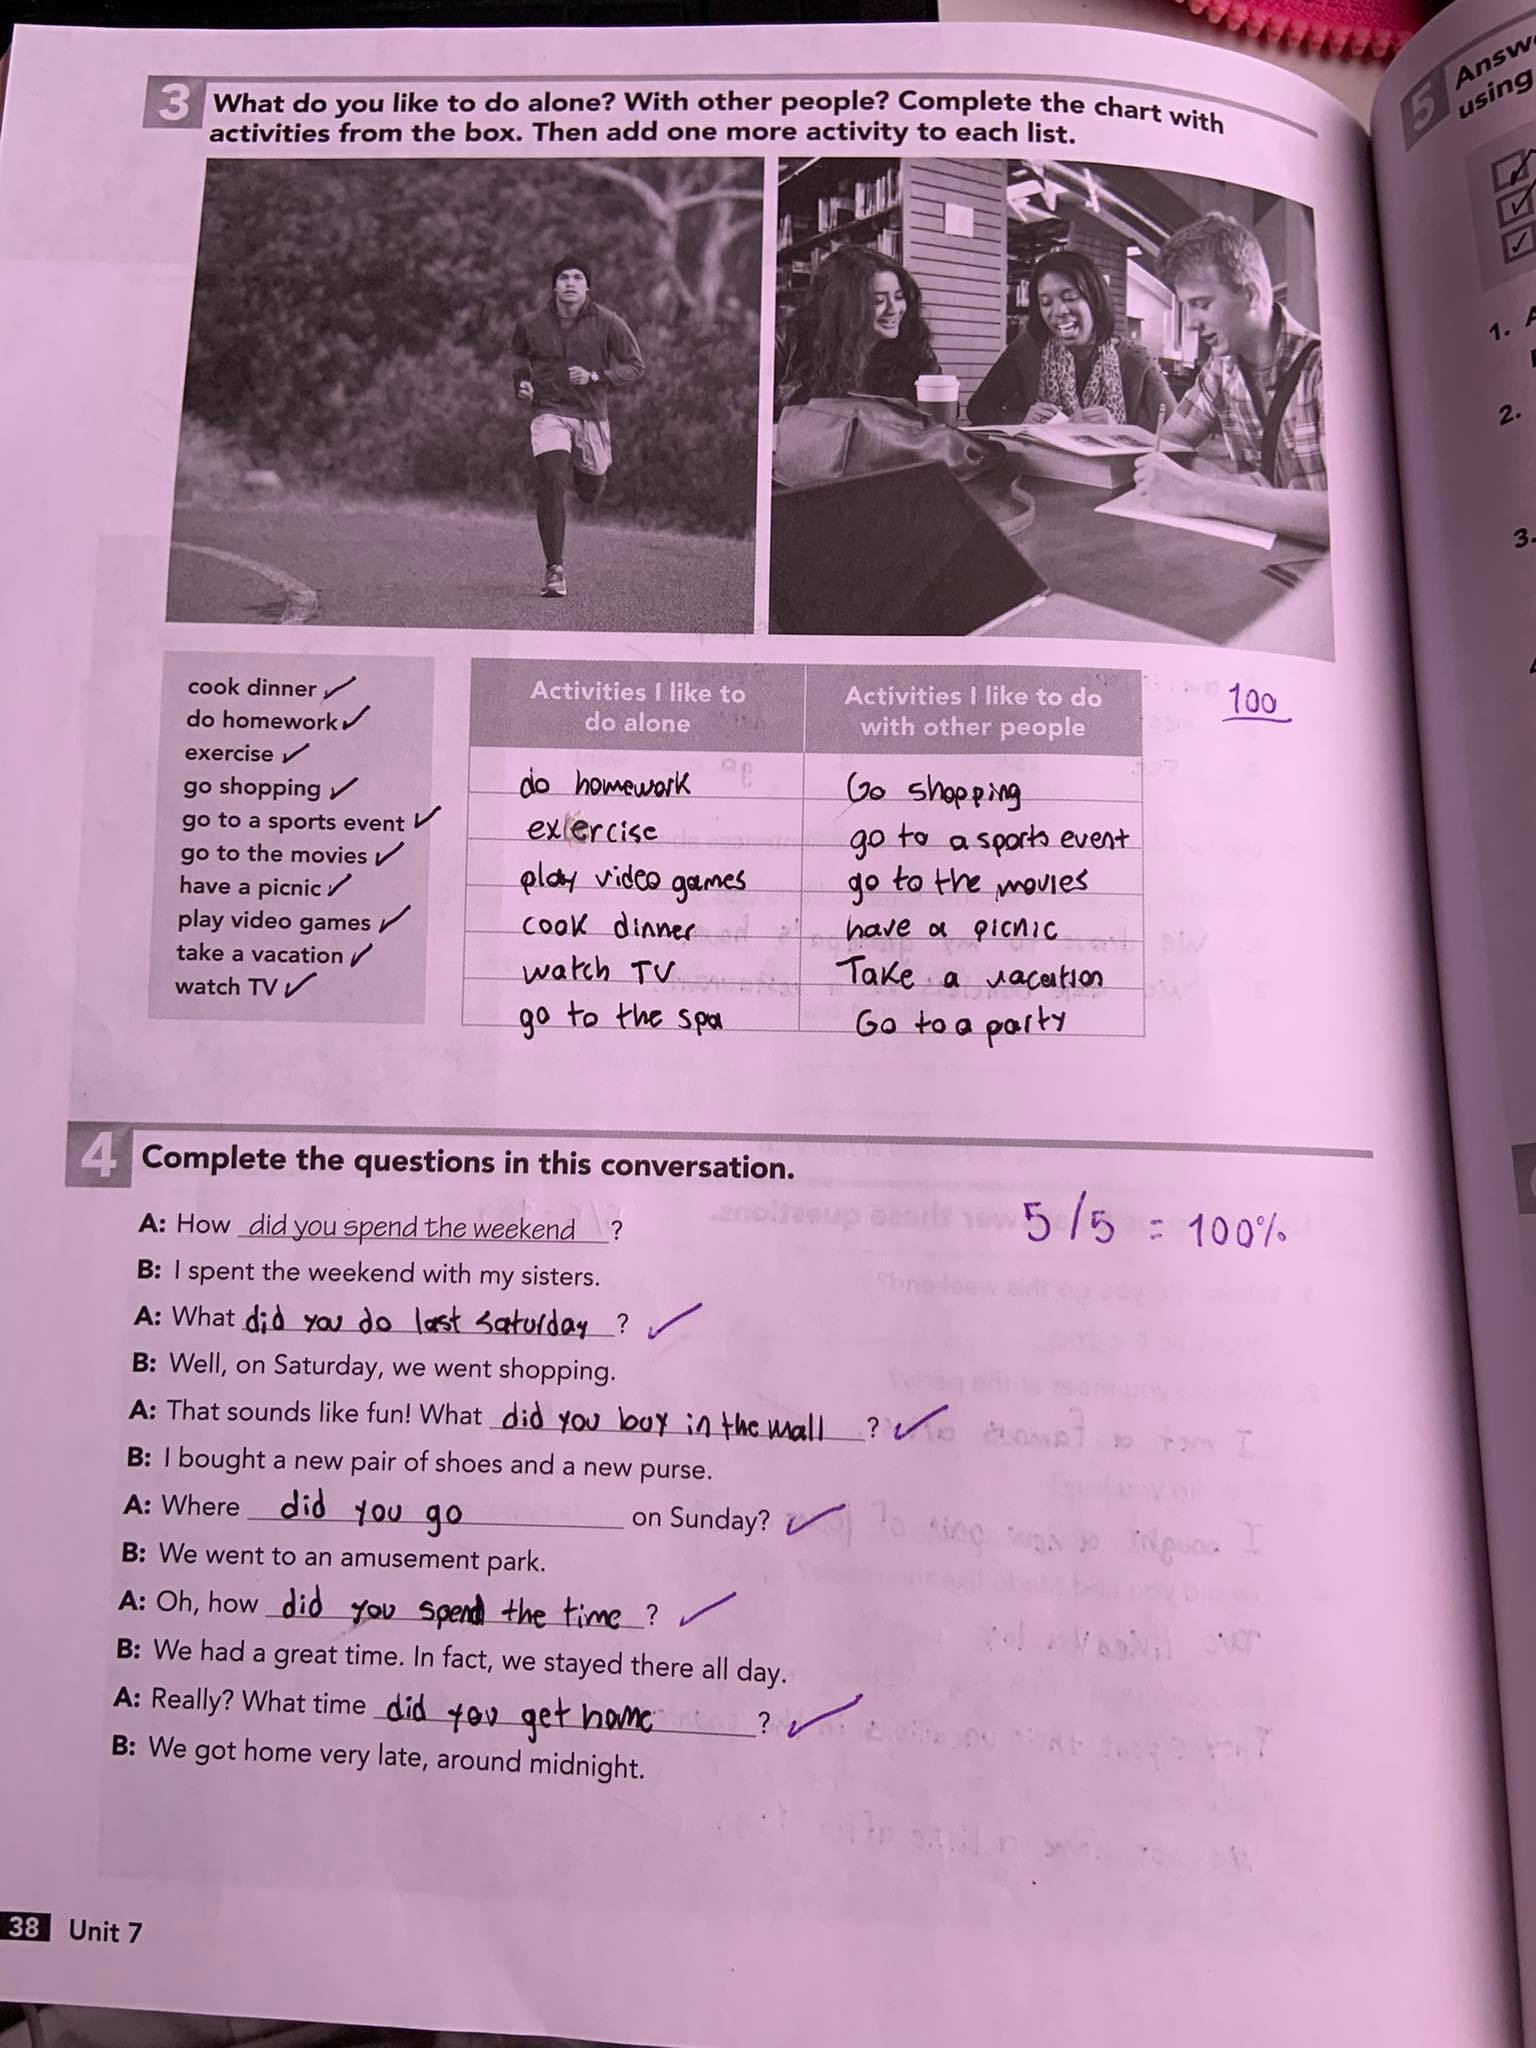 3 What do you like to do alone? With other people? Complete the chart with
activities from the box. Then add one more activity to each list.
cook dinner ✓
do homework ✓
exercise ✓
go shopping ✓
go to a sports event ✓
go to the movies ✓
have a picnic ✓
play video games ✓
take a vacation ✓
watch TV ✓
Activities I like to
do alone
do homework
exercise
play video games
cook dinner
watch TV
go to the spa
Activities I like to do
with other people
Go shopping
go to a sports event
go to the movies
have a picnic
Take a vacation
Go to a party
100
4 Complete the questions in this conversation.
5/5 = 100%
A: How did you spend the weekend ?
B: I spent the weekend with my sisters.
A: What did you do last saturday ? ✓
B: Well, on Saturday, we went shopping.
A: That sounds like fun! What did you buy in the mall ? ✓
B: I bought a new pair of shoes and a new purse.
A: Where did you go on Sunday? ✓
B: We went to an amusement park.
A: Oh, how did you spend the time ? ✓
B: We had a great time. In fact, we stayed there all day.
A: Really? What time did you get home ? ✓
B: We got home very late, around midnight.
38 Unit 7
5
using
1.
2.
3.